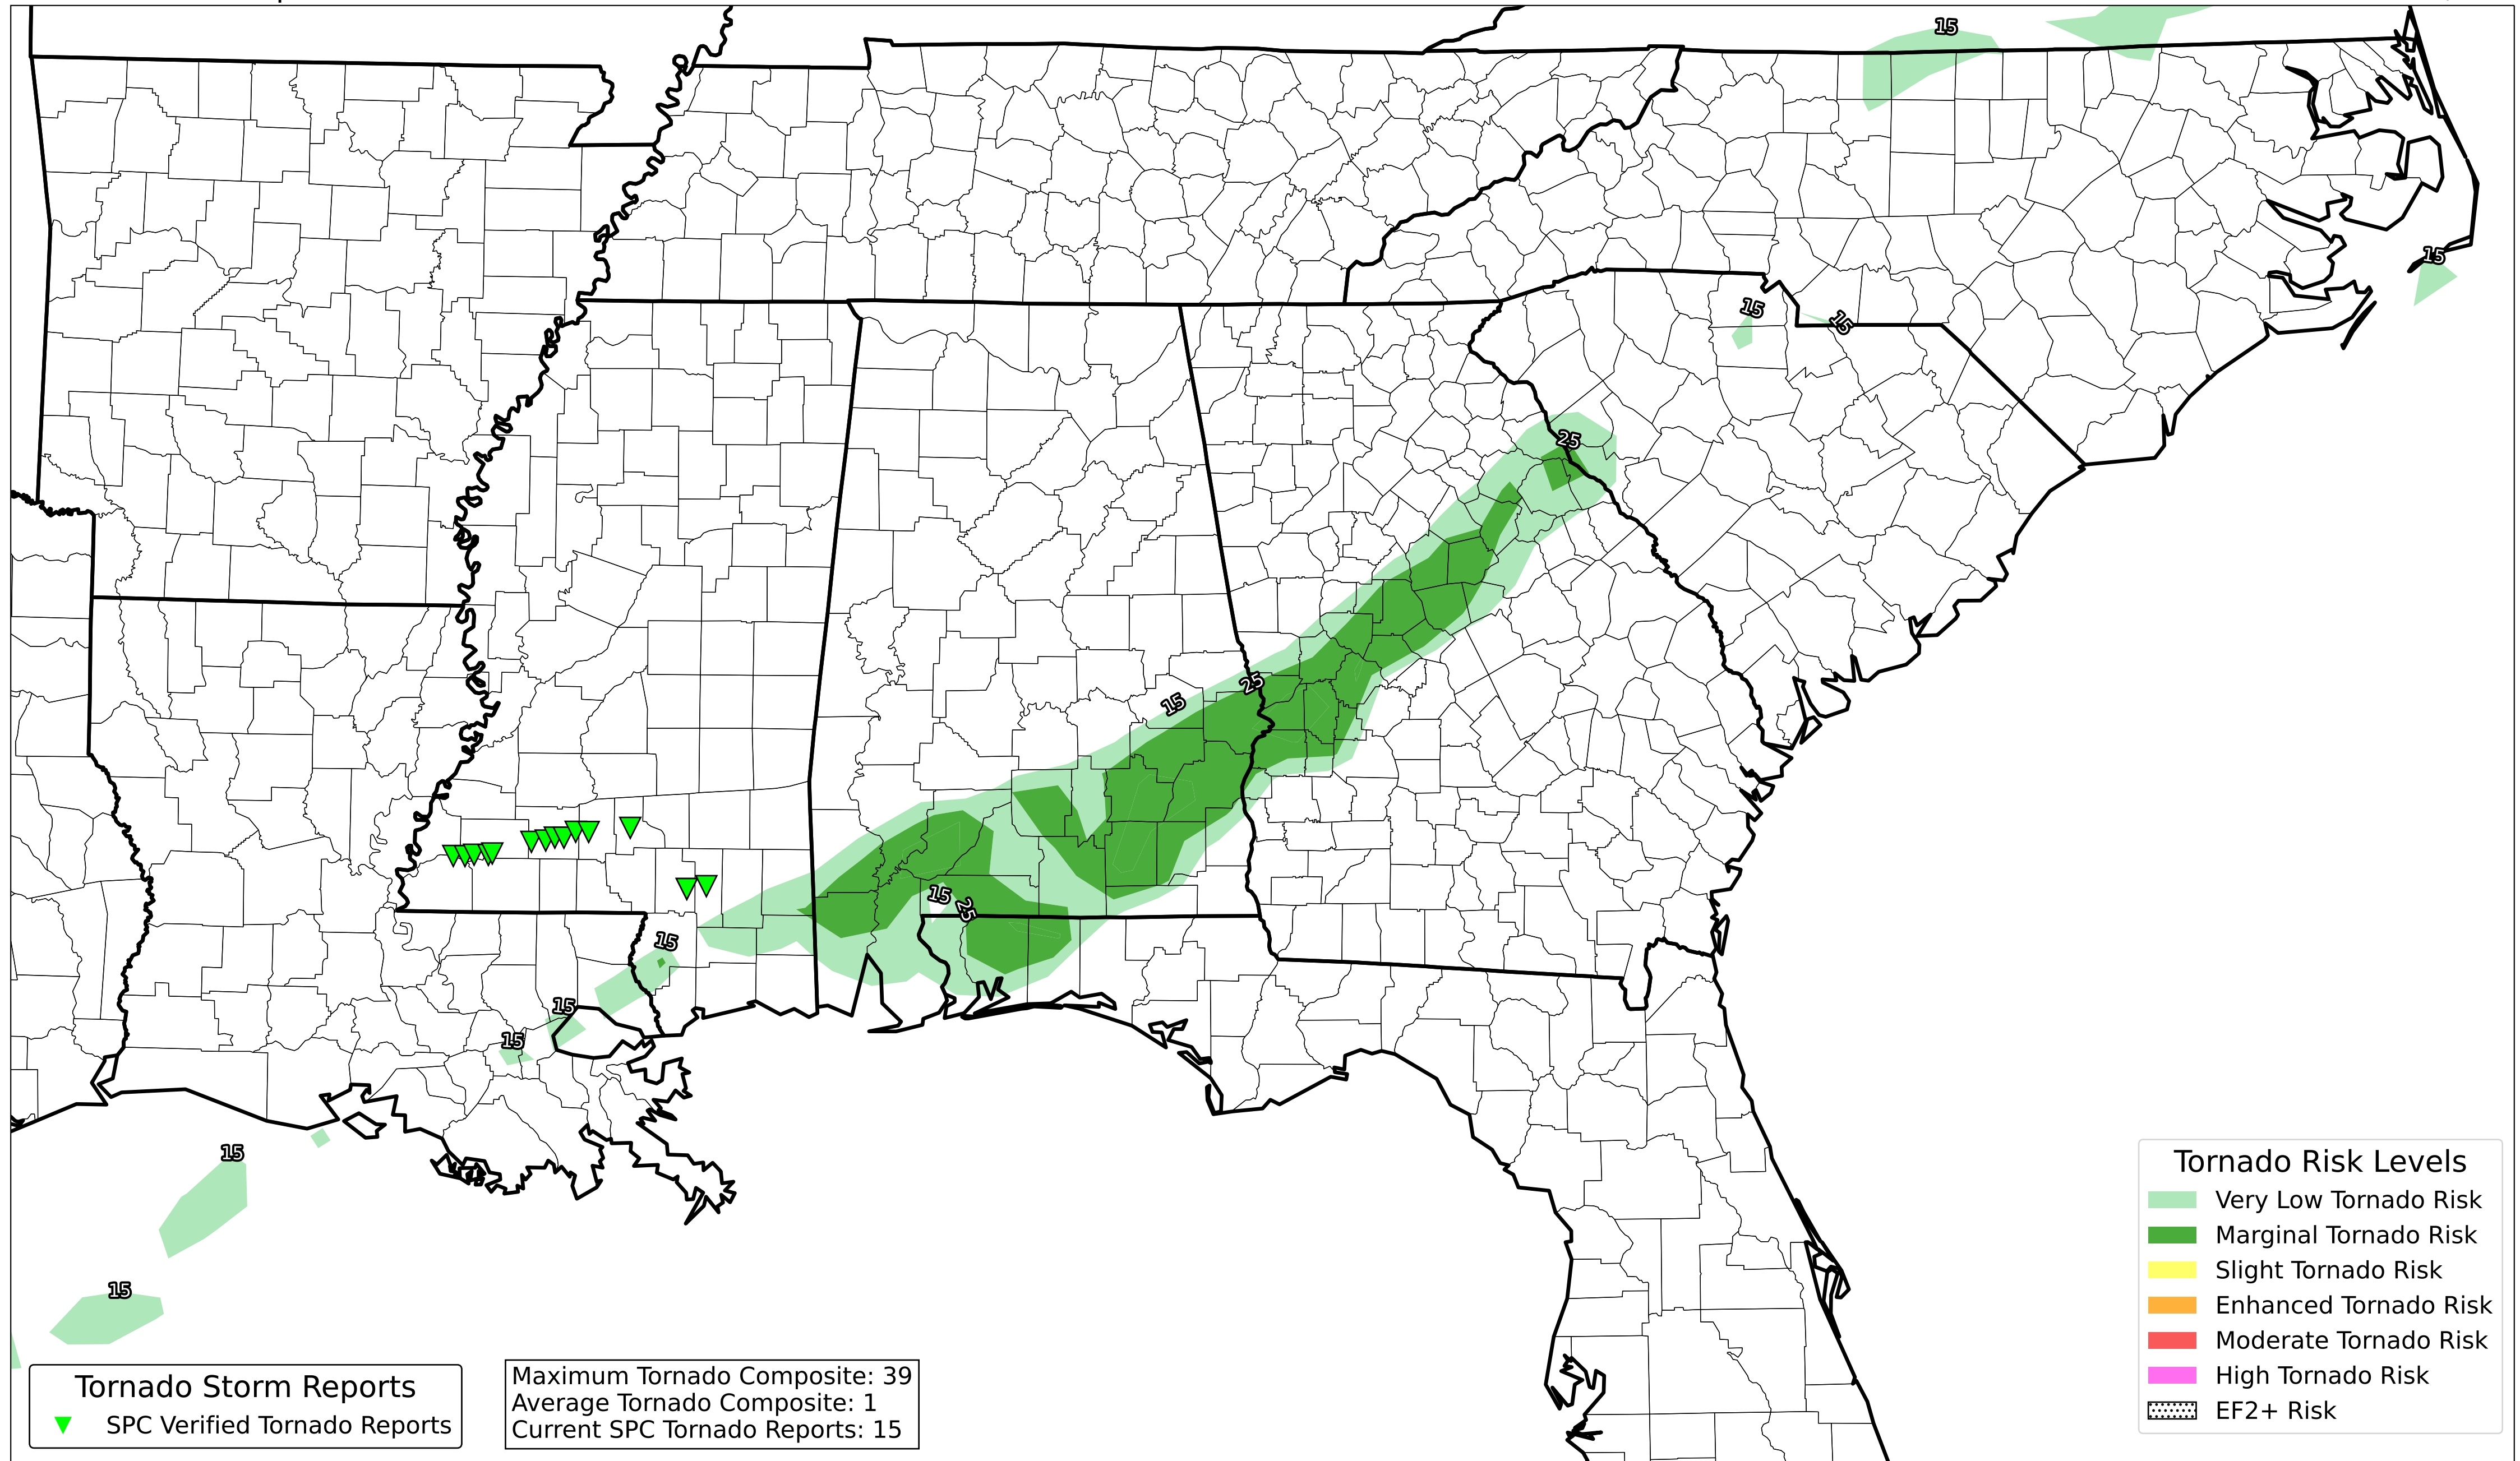 15
15
15
15
25
25
15
15
25
15
15
15
15
15
Tornado Risk Levels
Very Low Tornado Risk
Marginal Tornado Risk
Slight Tornado Risk
Enhanced Tornado Risk
Moderate Tornado Risk
High Tornado Risk
EF2+ Risk
Tornado Storm Reports
SPC Verified Tornado Reports
Maximum Tornado Composite: 39
Average Tornado Composite: 1
Current SPC Tornado Reports: 15